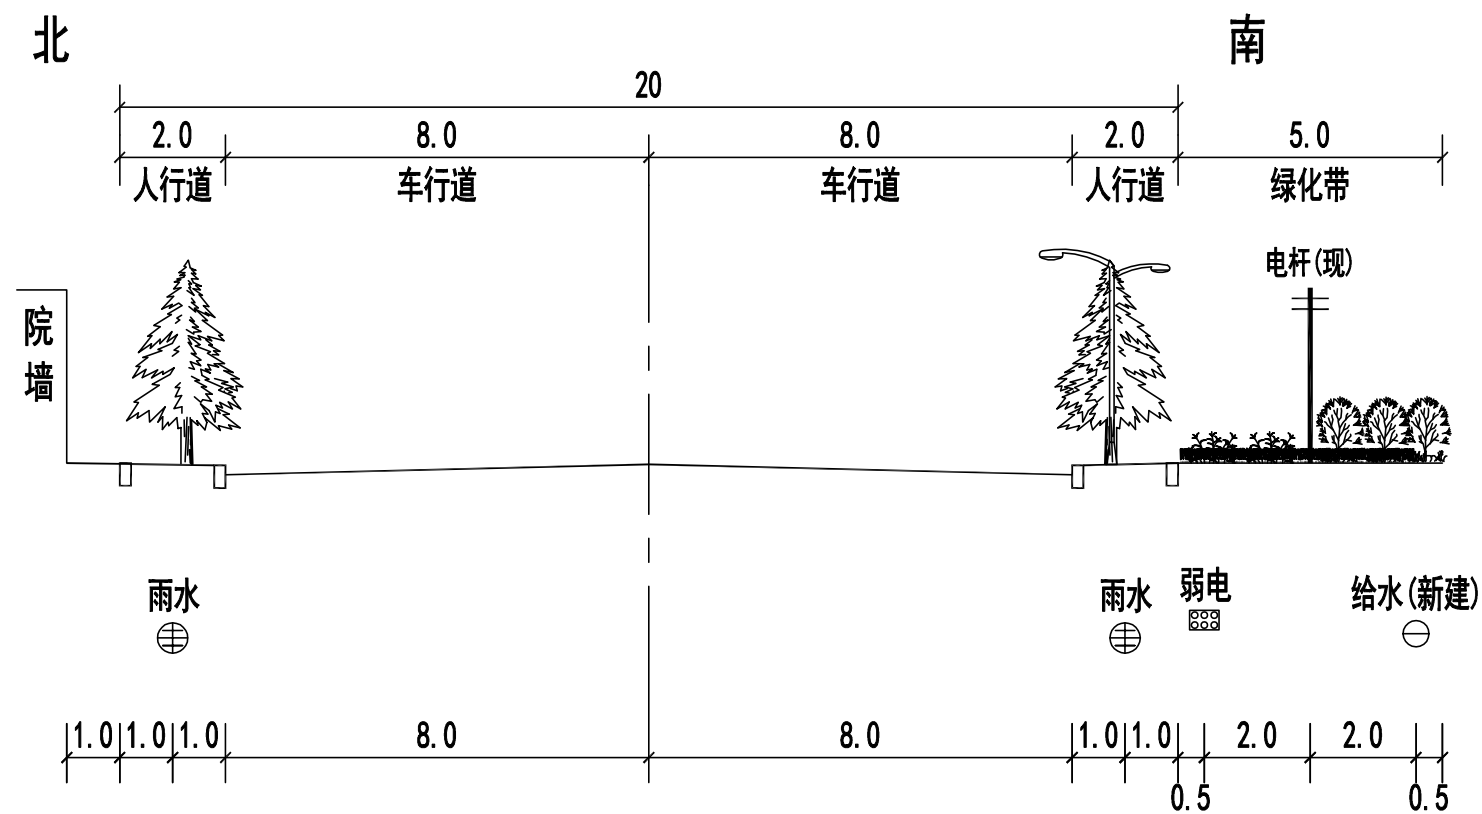 北 南
20
2.0 8.0 8.0 2.0 5.0
人行道 车行道 车行道 人行道 绿化带
电杆(现)
院
墙
雨水 雨水 弱电 给水(新建)
1.0 1.0 1.0 8.0 8.0 1.0 1.0 2.0 2.0
0.5 0.5